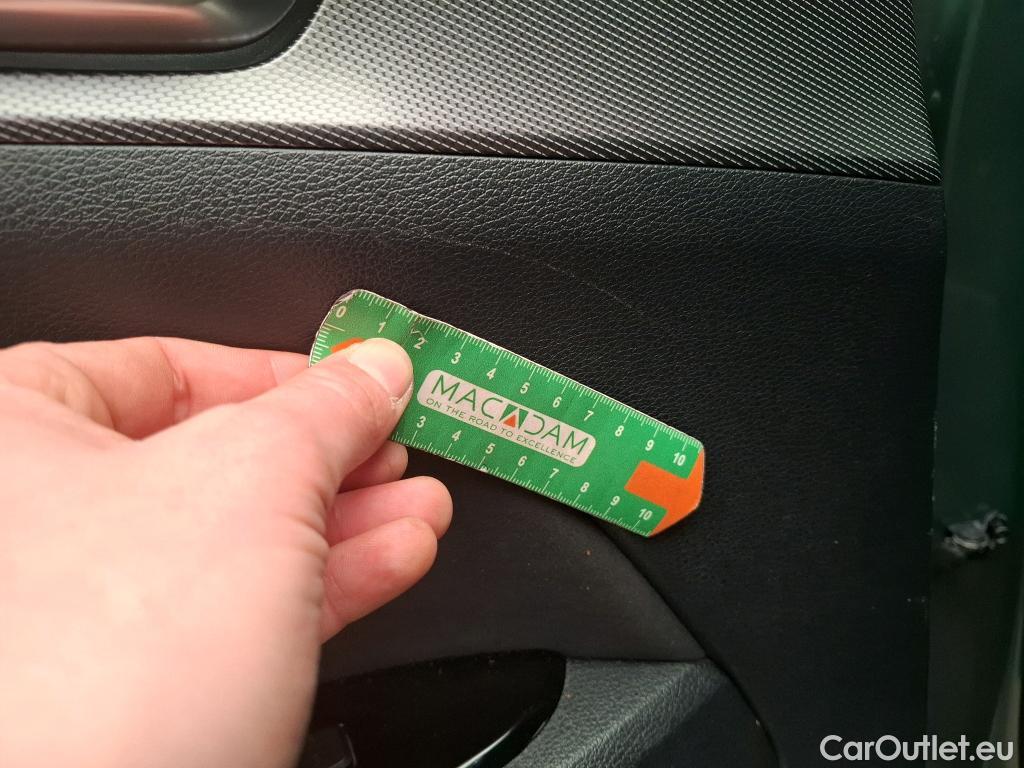 0 1 2 3 4 5 6 7 8 9 10
MACADAM
ON THE ROAD TO EXCELLENCE
3 4 5 6 7 8 9 10
CarOutlet.eu